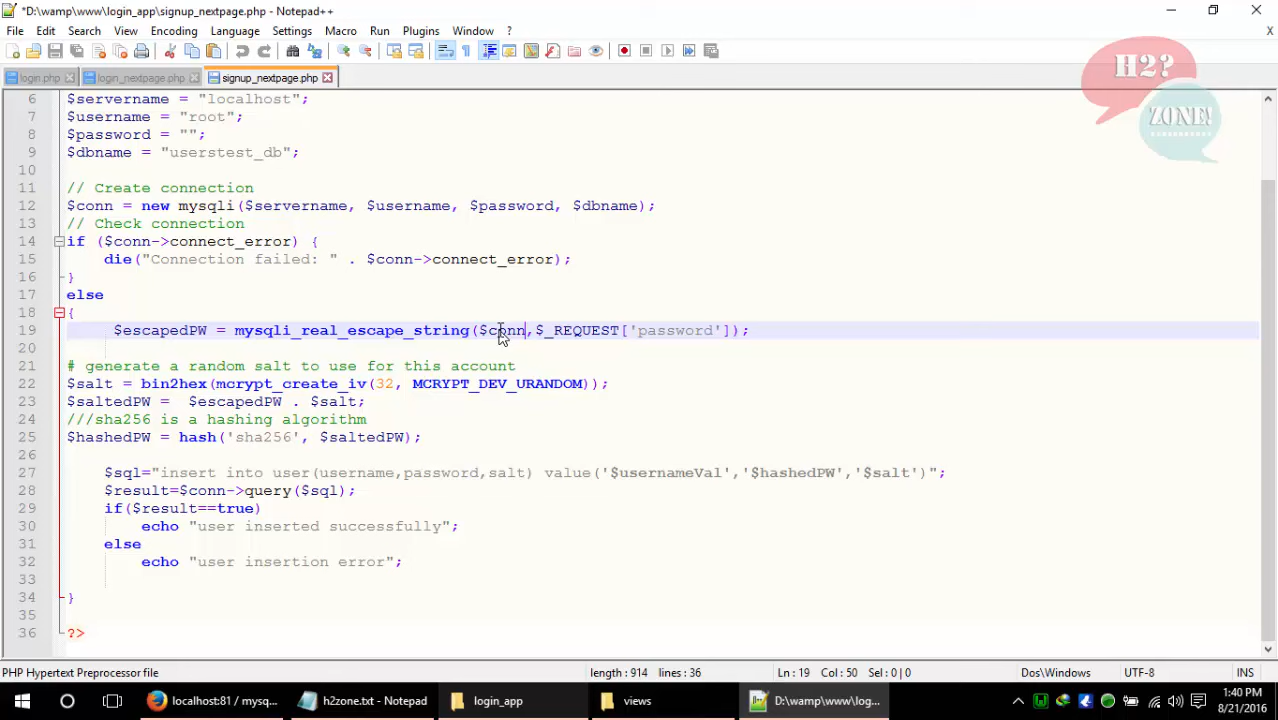 *D:\wamp\www\login_app\signup_nextpage.php - Notepad++
File Edit Search View Encoding Language Settings Macro Run Plugins Window ? X
login.php login_nextpage.php signup_nextpage.php
H2?
ZONE!
6 $servername = "localhost";
7 $username = "root";
8 $password = "";
9 $dbname = "userstest_db";
10
11 // Create connection
12 $conn = new mysqli($servername, $username, $password, $dbname);
13 // Check connection
14 if ($conn->connect_error) {
15 die("Connection failed: " . $conn->connect_error);
16 }
17 else
18 {
19 $escapedPW = mysqli_real_escape_string($conn,$_REQUEST['password']);
20
21 # generate a random salt to use for this account
22 $salt = bin2hex(mcrypt_create_iv(32, MCRYPT_DEV_URANDOM));
23 $saltedPW =  $escapedPW . $salt;
24 ///sha256 is a hashing algorithm
25 $hashedPW = hash('sha256', $saltedPW);
26
27 $sql="insert into user(username,password,salt) value('$usernameVal','$hashedPW','$salt')";
28 $result=$conn->query($sql);
29 if($result==true)
30 echo "user inserted successfully";
31 else
32 echo "user insertion error";
33
34 }
35
36 ?>
PHP Hypertext Preprocessor file length : 914 lines : 36 Ln : 19 Col : 50 Sel : 0 | 0 Dos\Windows UTF-8 INS
localhost:81 / mysq... h2zone.txt - Notepad login_app views D:\wamp\www\log... 1:40 PM
8/21/2016